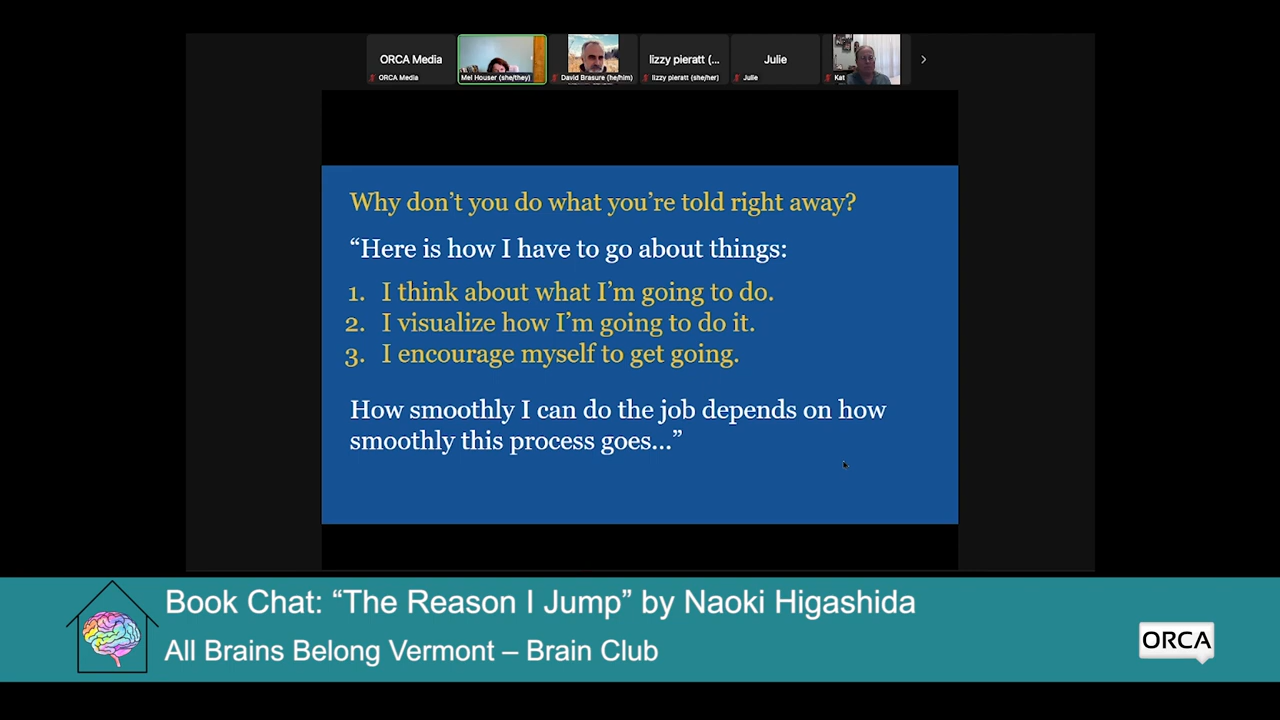 ORCA Media
lizzy pieratt (...
Julie
ORCA Media
Mel Houser (she/they)
David Brasure (he/him)
lizzy pieratt (she/her)
Julie
Kat
Why don’t you do what you’re told right away?
“Here is how I have to go about things:
1. I think about what I’m going to do.
2. I visualize how I’m going to do it.
3. I encourage myself to get going.
How smoothly I can do the job depends on how
smoothly this process goes...”
Book Chat: “The Reason I Jump” by Naoki Higashida
All Brains Belong Vermont – Brain Club
ORCA